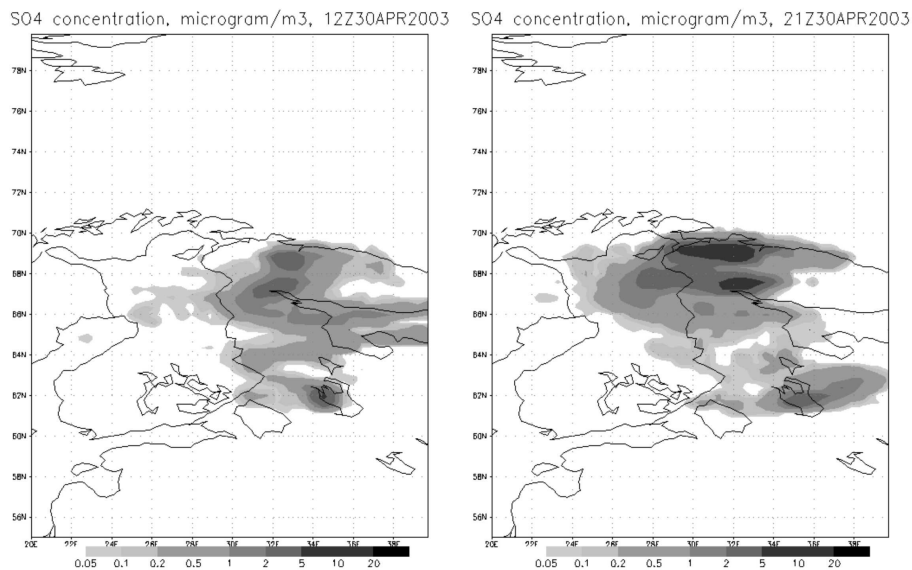 SO4 concentration, microgram/m3, 12Z30APR2003
SO4 concentration, microgram/m3, 21Z30APR2003
78N
76N
74N
72N
70N
68N
66N
64N
62N
60N
58N
56N
20E 22E 24E 26E 28E 30E 32E 34E 36E 38E
0.05 0.1 0.2 0.5 1 2 5 10 20
78N
76N
74N
72N
70N
68N
66N
64N
62N
60N
58N
56N
20E 22E 24E 26E 28E 30E 32E 34E 36E 38E
0.05 0.1 0.2 0.5 1 2 5 10 20